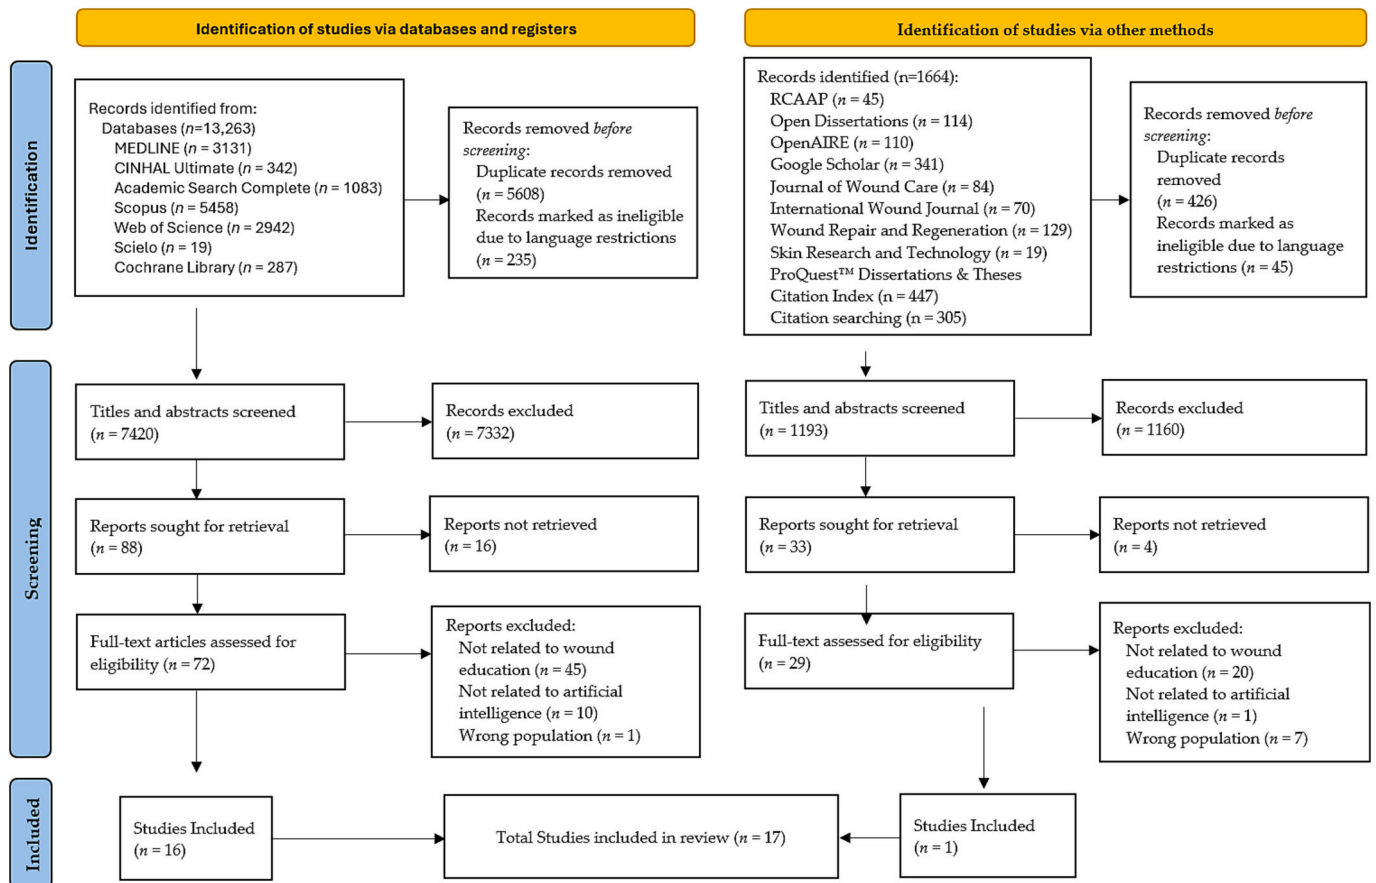 Identification of studies via databases and registers
Identification of studies via other methods
Identification
Records identified from:
Databases (n=13,263)
MEDLINE (n = 3131)
CINHAL Ultimate (n = 342)
Academic Search Complete (n = 1083)
Scopus (n = 5458)
Web of Science (n = 2942)
Scielo (n = 19)
Cochrane Library (n = 287)
Records removed before
screening:
Duplicate records removed
(n = 5608)
Records marked as ineligible
due to language restrictions
(n = 235)
Records identified (n=1664):
RCAAP (n = 45)
Open Dissertations (n = 114)
OpenAIRE (n = 110)
Google Scholar (n = 341)
Journal of Wound Care (n = 84)
International Wound Journal (n = 70)
Wound Repair and Regeneration (n = 129)
Skin Research and Technology (n = 19)
ProQuest™ Dissertations & Theses
Citation Index (n = 447)
Citation searching (n = 305)
Records removed before
screening:
Duplicate records
removed
(n = 426)
Records marked as
ineligible due to language
restrictions (n = 45)
Screening
Titles and abstracts screened
(n = 7420)
Records excluded
(n = 7332)
Titles and abstracts screened
(n = 1193)
Records excluded
(n = 1160)
Reports sought for retrieval
(n = 88)
Reports not retrieved
(n = 16)
Reports sought for retrieval
(n = 33)
Reports not retrieved
(n = 4)
Full-text articles assessed for
eligibility (n = 72)
Reports excluded:
Not related to wound
education (n = 45)
Not related to artificial
intelligence (n = 10)
Wrong population (n = 1)
Full-text assessed for eligibility
(n = 29)
Reports excluded:
Not related to wound
education (n = 20)
Not related to artificial
intelligence (n = 1)
Wrong population (n = 7)
Included
Studies Included
(n = 16)
Total Studies included in review (n = 17)
Studies Included
(n = 1)